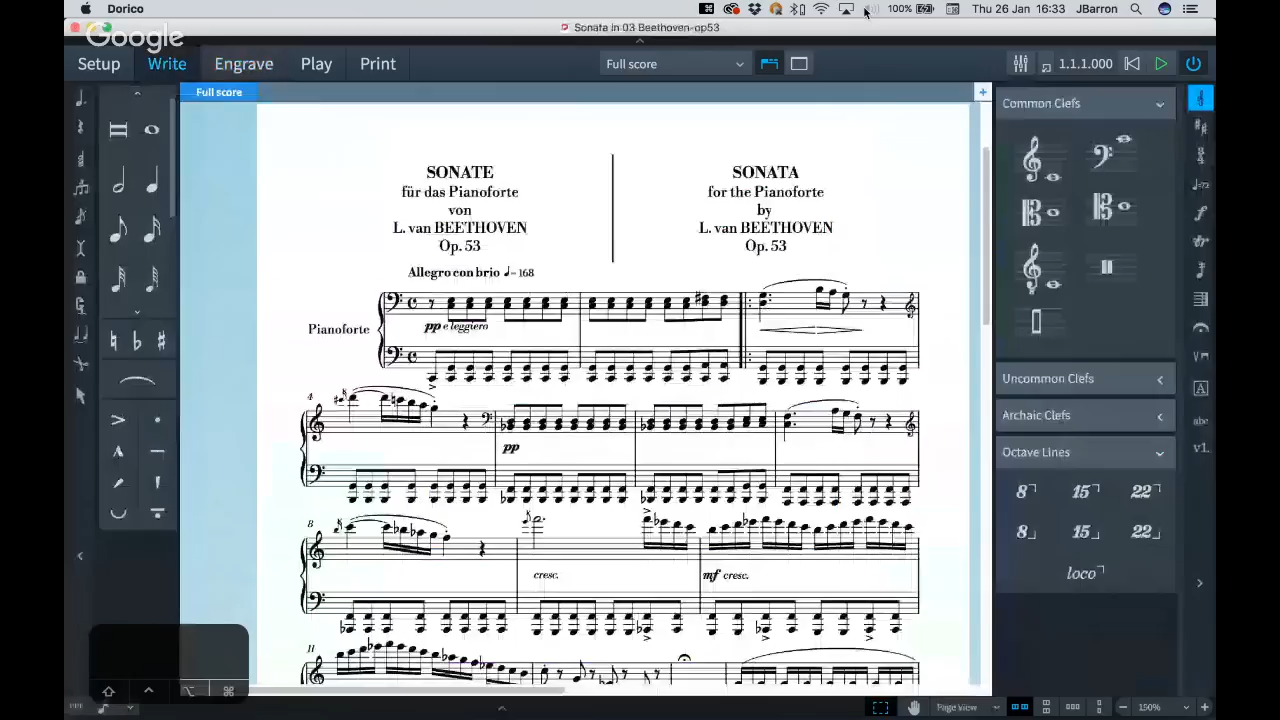 Dorico
100% Thu 26 Jan 16:33 JBarron
Google
Sonata in 03 Beethoven-op53
Setup Write Engrave Play Print
Full score
1.1.1.000
Full score
Common Clefs
SONATE
für das Pianoforte
von
L. van BEETHOVEN
Op. 53
SONATA
for the Pianoforte
by
L. van BEETHOVEN
Op. 53
Allegro con brio ♩= 168
Pianoforte
pp e leggiero
4
pp
8
cresc.
mf cresc.
11
Uncommon Clefs
Archaic Clefs
Octave Lines
8 15 22
8 15 22
loco
abc
v1.
A
Page View
150%